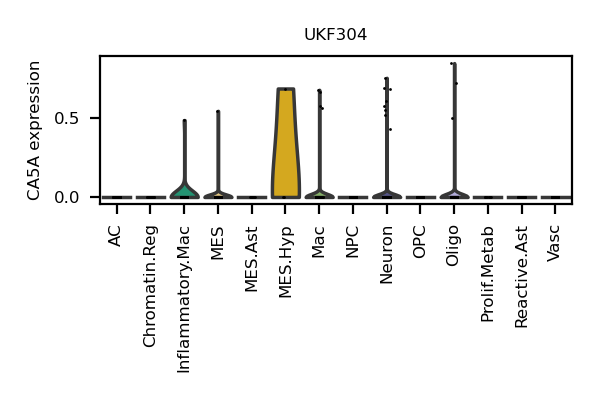 UKF304
CA5A expression
0.5
0.0
AC
Chromatin.Reg
Inflammatory.Mac
MES
MES.Ast
MES.Hyp
Mac
NPC
Neuron
OPC
Oligo
Prolif.Metab
Reactive.Ast
Vasc